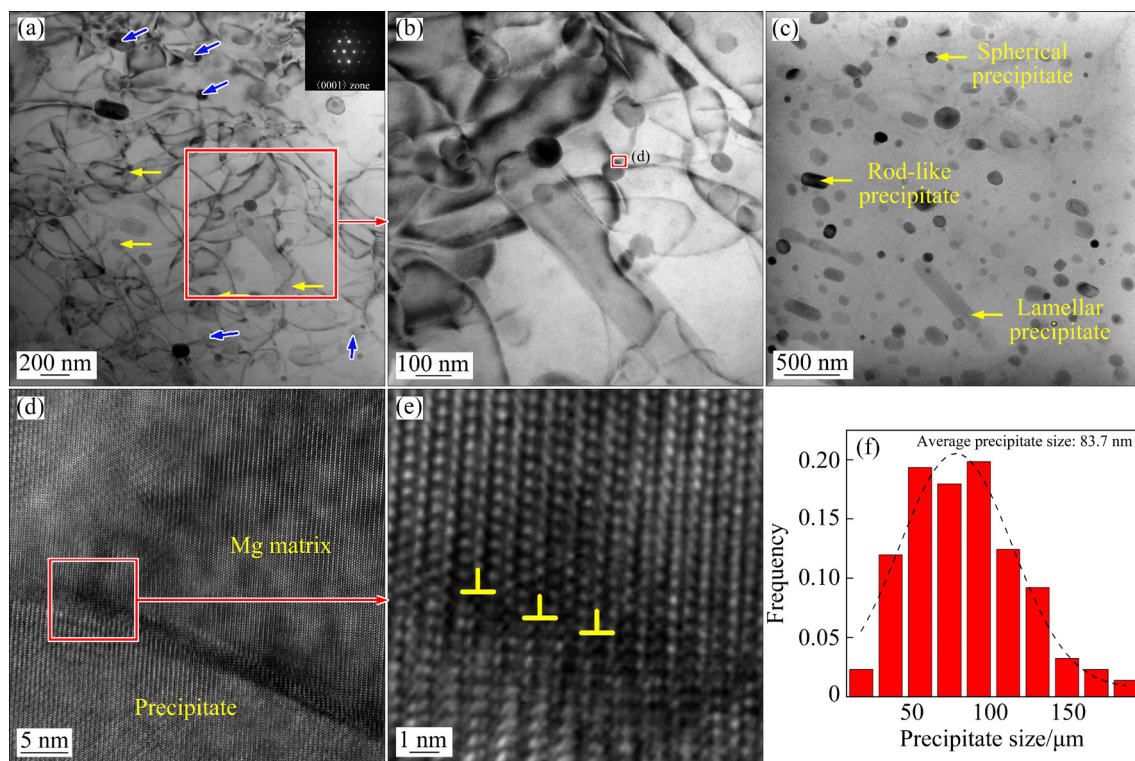 (a)
⟨0001⟩ zone
200 nm
(b)
(d)
100 nm
(c)
Spherical
precipitate
Rod-like
precipitate
Lamellar
precipitate
500 nm
(d)
Mg matrix
Precipitate
5 nm
(e)
1 nm
(f)
Average precipitate size: 83.7 nm
Frequency
0.20
0.15
0.10
0.05
0
50
100
150
Precipitate size/μm